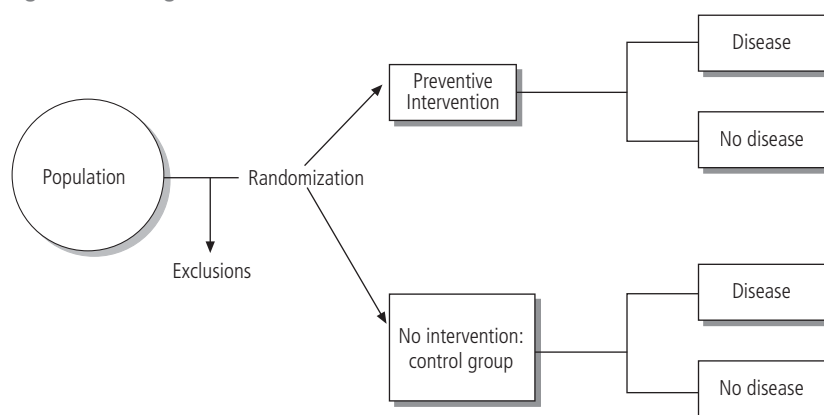 Disease
Preventive
Intervention
No disease
Population
Randomization
Exclusions
Disease
No intervention:
control group
No disease